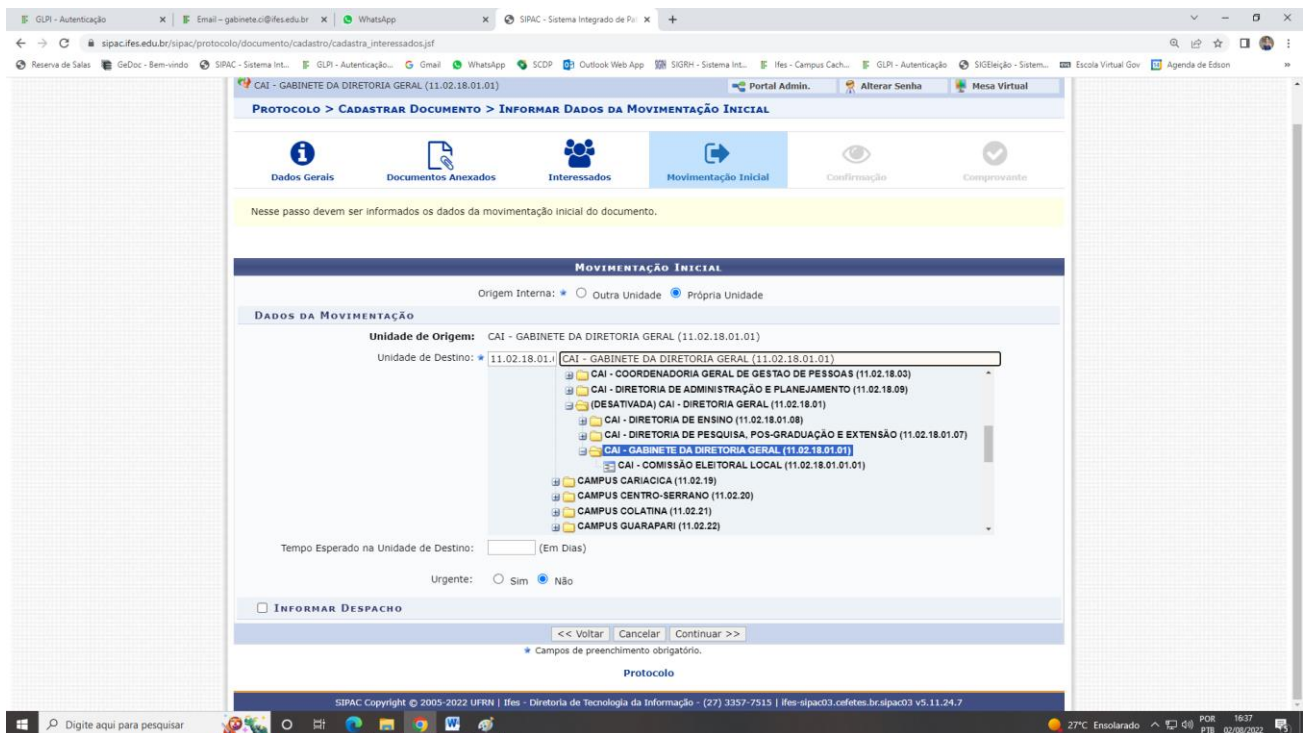 GLPI - Autenticação
Email – gabinete.ci@ifes.edu.br
WhatsApp
SIPAC - Sistema Integrado de Pa
sipac.ifes.edu.br/sipac/protocolo/documento/cadastro/cadastra_interessados.jsf
Reserva de Salas GeDoc - Bem-vindo SIPAC - Sistema Int... GLPI - Autenticação... Gmail WhatsApp SCDP Outlook Web App SIGRH - Sistema Int... Ifes - Campus Cach... GLPI - Autenticação SIGEleição - Sistem... Escola Virtual Gov Agenda de Edson »
CAI - GABINETE DA DIRETORIA GERAL (11.02.18.01.01) Portal Admin. Alterar Senha Mesa Virtual
PROTOCOLO > CADASTRAR DOCUMENTO > INFORMAR DADOS DA MOVIMENTAÇÃO INICIAL
Dados Gerais Documentos Anexados Interessados Movimentação Inicial Confirmação Comprovante
Nesse passo devem ser informados os dados da movimentação inicial do documento.
MOVIMENTAÇÃO INICIAL
Origem Interna: Outra Unidade Própria Unidade
DADOS DA MOVIMENTAÇÃO
Unidade de Origem: CAI - GABINETE DA DIRETORIA GERAL (11.02.18.01.01)
Unidade de Destino: 11.02.18.01.( CAI - GABINETE DA DIRETORIA GERAL (11.02.18.01.01)
CAI - COORDENADORIA GERAL DE GESTAO DE PESSOAS (11.02.18.03)
CAI - DIRETORIA DE ADMINISTRAÇÃO E PLANEJAMENTO (11.02.18.09)
(DESATIVADA) CAI - DIRETORIA GERAL (11.02.18.01)
CAI - DIRETORIA DE ENSINO (11.02.18.01.08)
CAI - DIRETORIA DE PESQUISA, POS-GRADUAÇÃO E EXTENSÃO (11.02.18.01.07)
CAI - GABINETE DA DIRETORIA GERAL (11.02.18.01.01)
CAI - COMISSÃO ELEITORAL LOCAL (11.02.18.01.01.01)
CAMPUS CARIACICA (11.02.19)
CAMPUS CENTRO-SERRANO (11.02.20)
CAMPUS COLATINA (11.02.21)
CAMPUS GUARAPARI (11.02.22)
Tempo Esperado na Unidade de Destino: (Em Dias)
Urgente: Sim Não
INFORMAR DESPACHO
<< Voltar Cancelar Continuar >>
Campos de preenchimento obrigatório.
Protocolo
SIPAC Copyright © 2005-2022 UFRN | Ifes - Diretoria de Tecnologia da Informação - (27) 3357-7515 | ifes-sipac03.cefetes.br.sipac03 v5.11.24.7
Digite aqui para pesquisar
27°C Ensolarado POR 16:37
PTB 02/08/2022